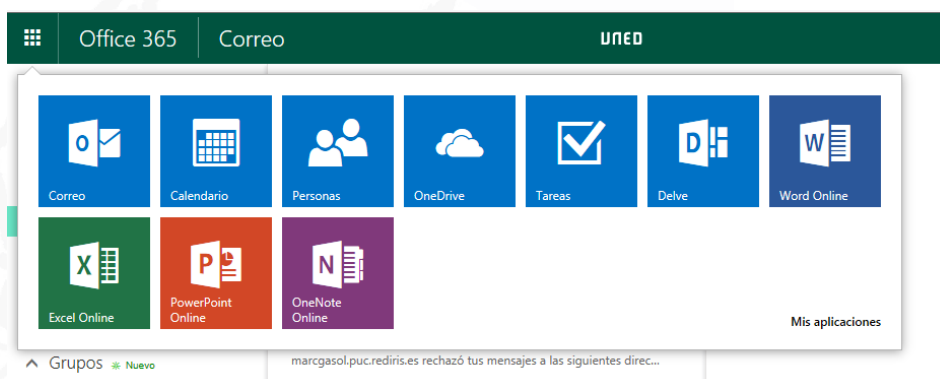 Office 365 Correo UNED
Correo
Calendario
Personas
OneDrive
Tareas
Delve
Word Online
Excel Online
PowerPoint
Online
OneNote
Online
Mis aplicaciones
Grupos * Nuevo
marcgasol.puc.rediris.es rechazó tus mensajes a las siguientes direc...